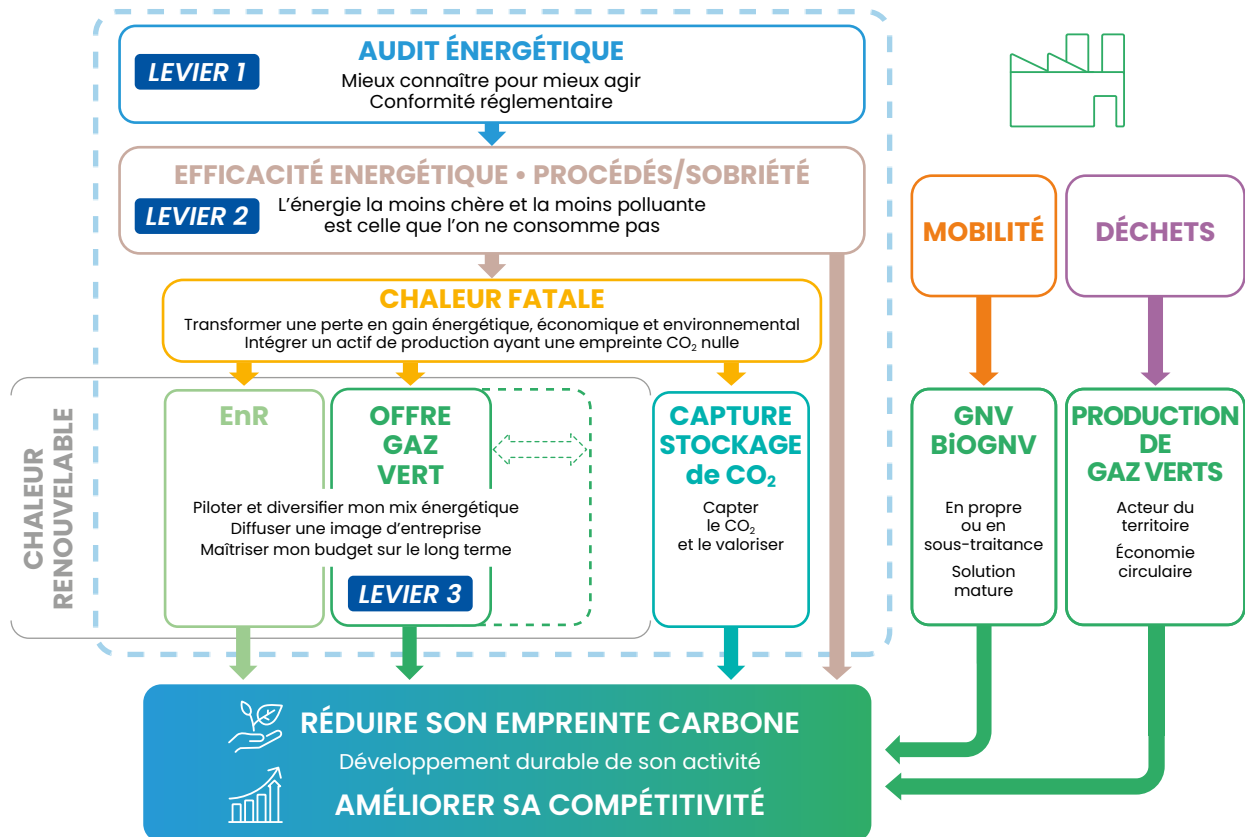 AUDIT ÉNERGÉTIQUE
LEVIER 1
Mieux connaître pour mieux agir
Conformité réglementaire
EFFICACITÉ ENERGÉTIQUE • PROCÉDÉS/SOBRIÉTÉ
LEVIER 2
L’énergie la moins chère et la moins polluante
est celle que l’on ne consomme pas
MOBILITÉ
DÉCHETS
CHALEUR FATALE
Transformer une perte en gain énergétique, économique et environnemental
Intégrer un actif de production ayant une empreinte CO₂ nulle
CHALEUR
RENOUVELABLE
EnR
OFFRE
GAZ
VERT
Piloter et diversifier mon mix énergétique
Diffuser une image d’entreprise
Maîtriser mon budget sur le long terme
LEVIER 3
CAPTURE
STOCKAGE
de CO₂
Capter
le CO₂
et le valoriser
GNV
BiOGNV
En propre
ou en
sous-traitance
Solution
mature
PRODUCTION
DE
GAZ VERTS
Acteur du
territoire
Économie
circulaire
RÉDUIRE SON EMPREINTE CARBONE
Développement durable de son activité
AMÉLIORER SA COMPÉTITIVITÉ